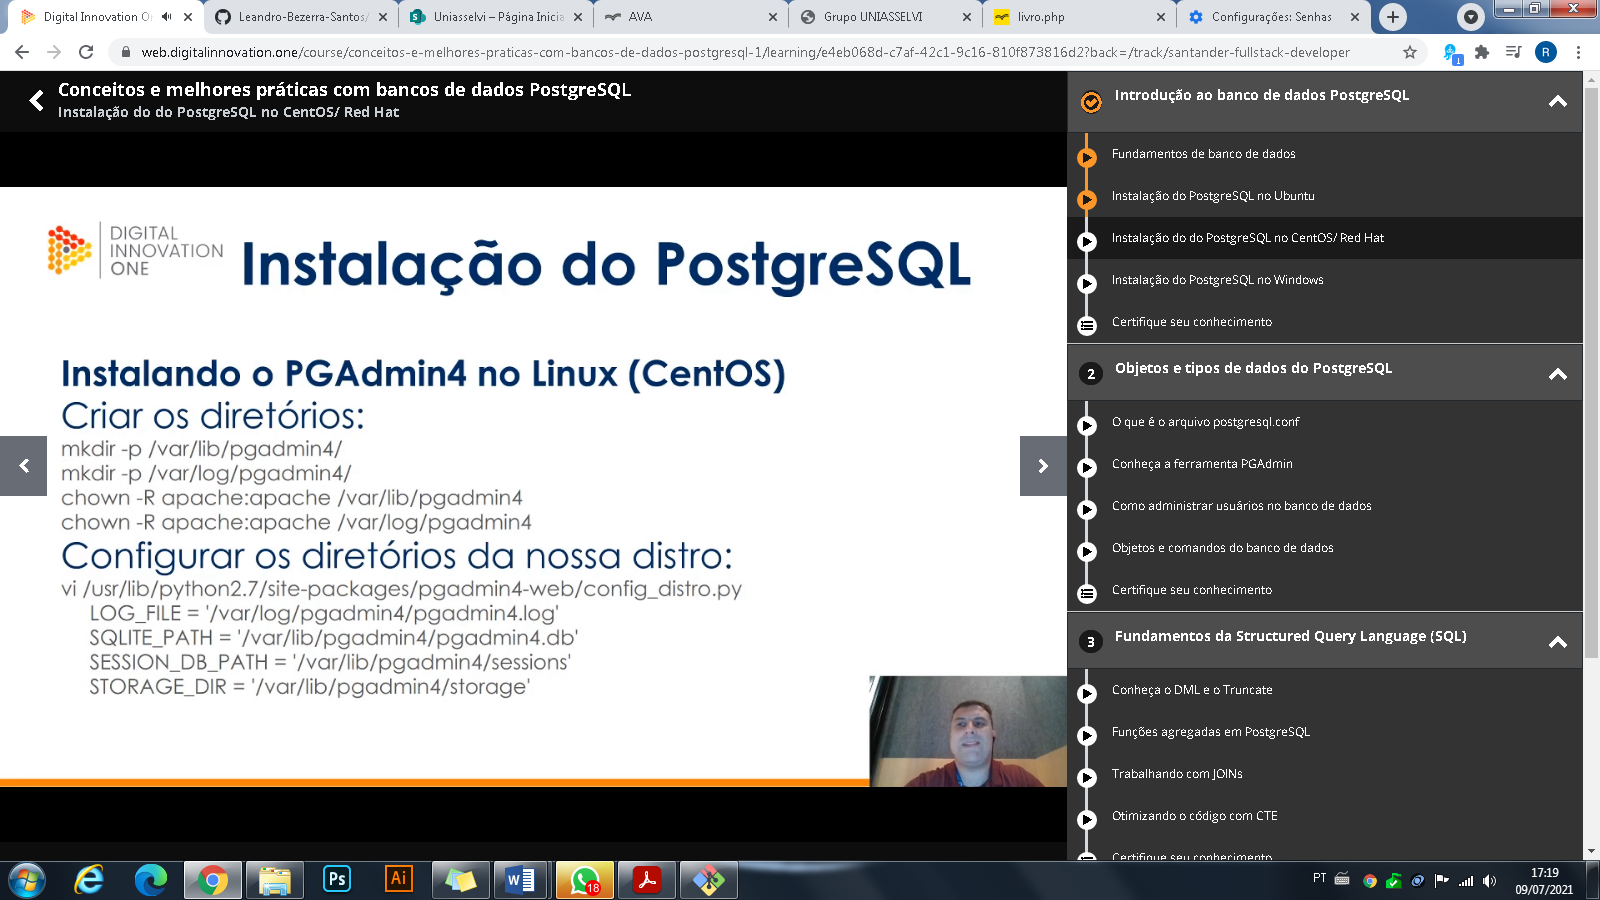 Digital Innovation O
Leandro-Bezerra-Santos/
Uniasselvi – Página Inicia
AVA
Grupo UNIASSELVI
livro.php
Configurações: Senhas
web.digitalinnovation.one/course/conceitos-e-melhores-praticas-com-bancos-de-dados-postgresql-1/learning/e4eb068d-c7af-42c1-9c16-810f873816d2?back=/track/santander-fullstack-developer
1
R
Conceitos e melhores práticas com bancos de dados PostgreSQL
Instalação do do PostgreSQL no CentOS/ Red Hat
DIGITAL
INNOVATION
ONE
Instalação do PostgreSQL
Instalando o PGAdmin4 no Linux (CentOS)
Criar os diretórios:
mkdir -p /var/lib/pgadmin4/
mkdir -p /var/log/pgadmin4/
chown -R apache:apache /var/lib/pgadmin4
chown -R apache:apache /var/log/pgadmin4
Configurar os diretórios da nossa distro:
vi /usr/lib/python2.7/site-packages/pgadmin4-web/config_distro.py
LOG_FILE = '/var/log/pgadmin4/pgadmin4.log'
SQLITE_PATH = '/var/lib/pgadmin4/pgadmin4.db'
SESSION_DB_PATH = '/var/lib/pgadmin4/sessions'
STORAGE_DIR = '/var/lib/pgadmin4/storage'
Introdução ao banco de dados PostgreSQL
Fundamentos de banco de dados
Instalação do PostgreSQL no Ubuntu
Instalação do do PostgreSQL no CentOS/ Red Hat
Instalação do PostgreSQL no Windows
Certifique seu conhecimento
2 Objetos e tipos de dados do PostgreSQL
O que é o arquivo postgresql.conf
Conheça a ferramenta PGAdmin
Como administrar usuários no banco de dados
Objetos e comandos do banco de dados
Certifique seu conhecimento
3 Fundamentos da Structured Query Language (SQL)
Conheça o DML e o Truncate
Funções agregadas em PostgreSQL
Trabalhando com JOINs
Otimizando o código com CTE
Certifique seu conhecimento
Ps
Ai
W
18
PT
17:19
09/07/2021